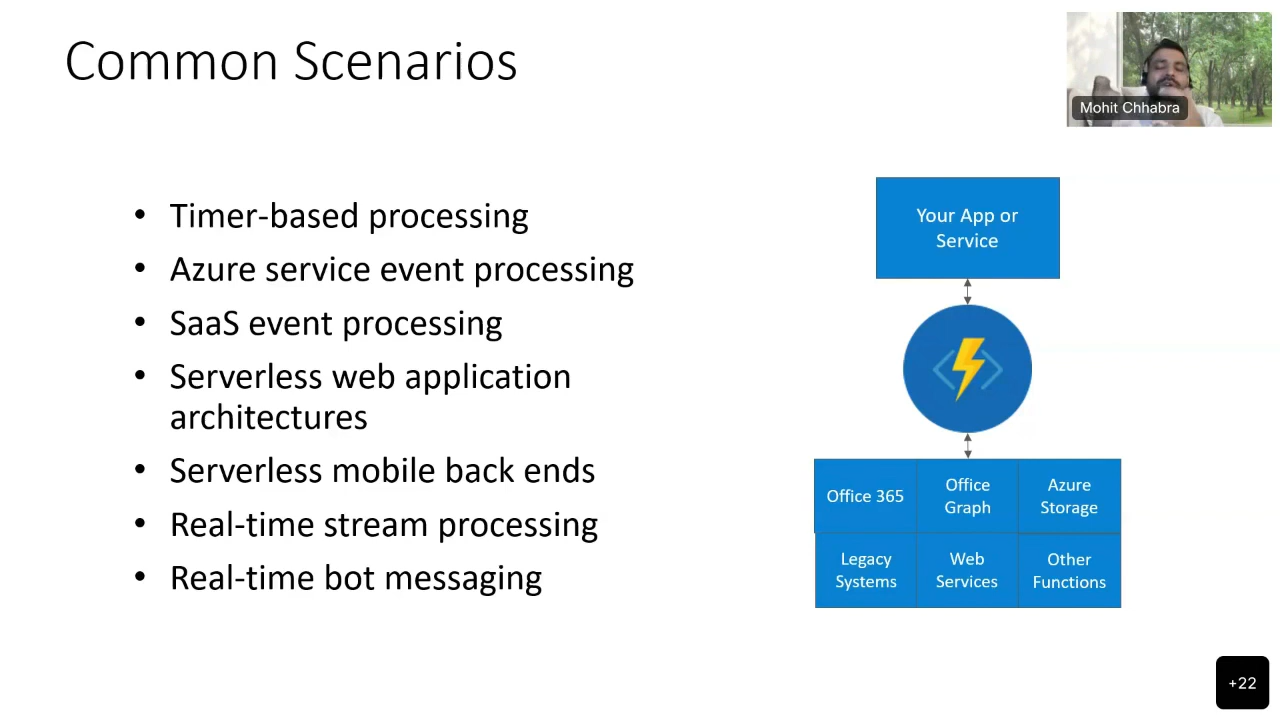 Common Scenarios
Mohit Chhabra
• Timer-based processing
• Azure service event processing
• SaaS event processing
• Serverless web application
architectures
• Serverless mobile back ends
• Real-time stream processing
• Real-time bot messaging
Your App or
Service
Office 365
Office
Graph
Azure
Storage
Legacy
Systems
Web
Services
Other
Functions
+22